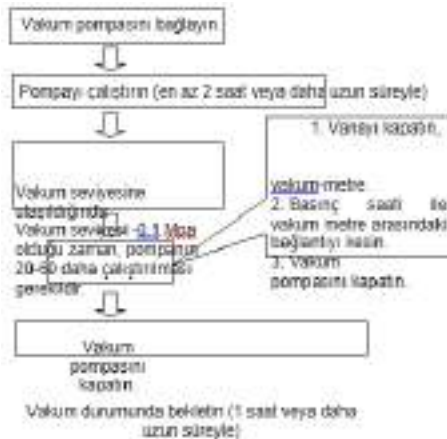 Vakum pompasını bağlayın
Pompayı çalıştırın (en az 2 saat veya daha uzun süreyle)
Vakum seviyesine
ulaşıldığında
Vakum seviyesi -0.1 Mpa
olduğu zaman, pompanın
20-60 daha çalıştırılması
gereklidir.
1. Vanayı kapatın,
vakum-metre
2. Basınç saati ile
vakum metre arasındaki
bağlantıyı kesin.
3. Vakum
pompasını kapatın.
Vakum
pompasını
kapatın
Vakum durumunda bekletin (1 saat veya daha
uzun süreyle)